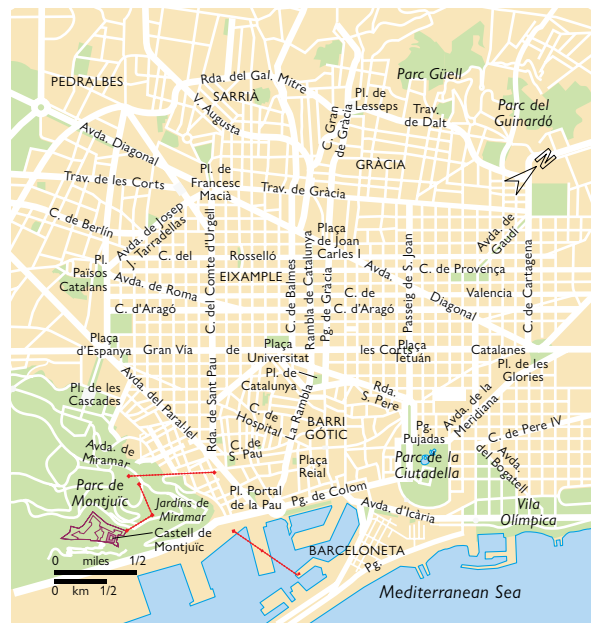 PEDRALBES
Rda. del Gal. Mitre
SARRIÀ
V. Augusta
Parc Güell
Pl. de
Lesseps
Trav.
de Dalt
Parc del
Guinardó
C. Gran
de Gràcia
Avda. Diagonal
GRÀCIA
N
Trav. de les Corts
Pl. de
Francesc
Macià
Trav. de Gràcia
C. de Berlín
Avda. de Josep
J. Tarradellas
C. del Comte d'Urgell
Plaça
de Joan
Carles I
Avda. de
Gaudí
Pl.
Països
Catalans
C. del
Rosselló
EIXAMPLE
Avda.
Diagonal
C. de Provença
Avda. de Roma
C. de Balmes
Rambla de Catalunya
Pg. de Gràcia
Passeig de S. Joan
C. de Cartagena
C. de
Valencia
C. d'Aragó
C. d'Aragó
Plaça
d'Espanya
Gran Vía
de
Plaça
Universitat
les Corts
Plaça
Tetuán
Catalanes
Pl. de les
Glories
Pl. de
Catalunya
Pl. de les
Cascades
Avda. del Paral·lel
Rda. de Sant Pau
Rda.
S. Pere
C. de
Hospital
La Rambla
BARRI
GÒTIC
Pg.
Pujadas
Avda. de la
Meridiana
C. de Pere IV
Avda.
del Bogatell
Avda. de
Miramar
C. de
S. Pau
Plaça
Reial
Parc de la
Ciutadella
Parc de
Montjuïc
Jardíns de
Miramar
Pl. Portal
de la Pau
Pg. de Colom
Avda. d'Icària
Vila
Olímpica
Castell de
Montjuïc
BARCELONETA
Pg.
0 miles 1/2
0 km 1/2
Mediterranean Sea